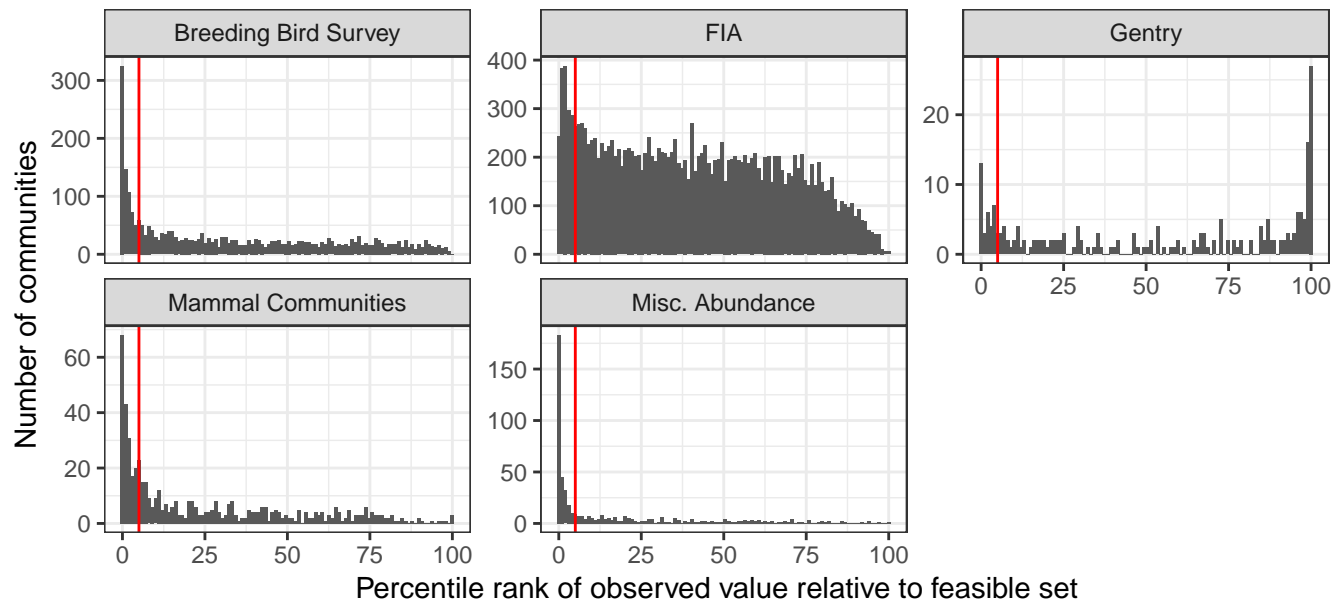 Breeding Bird Survey
FIA
Gentry
Number of communities
300
200
100
0
400
300
200
100
0
20
10
0
0 25 50 75 100
Mammal Communities
Misc. Abundance
60
40
20
0
150
100
50
0
0 25 50 75 100
0 25 50 75 100
Percentile rank of observed value relative to feasible set